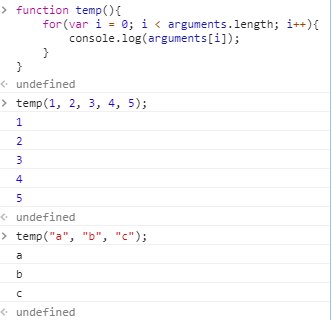 > function temp(){
    for(var i = 0; i < arguments.length; i++){
        console.log(arguments[i]);
    }
}
<· undefined
> temp(1, 2, 3, 4, 5);
1
2
3
4
5
<· undefined
> temp("a", "b", "c");
a
b
c
<· undefined